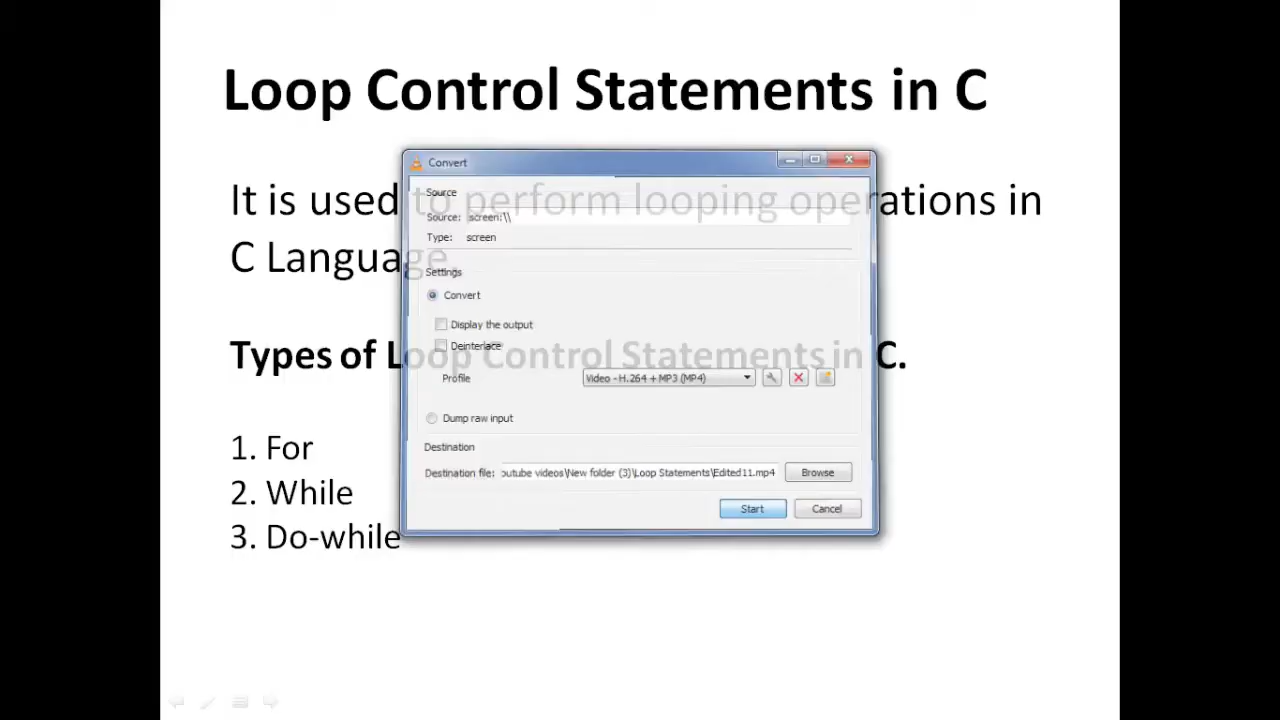 Loop Control Statements in C
It is used to perform looping operations in
C Language.
Types of Loop Control Statements in C.
1. For
2. While
3. Do-while
Convert
Source
Source: screen:\\
Type: screen
Settings
Convert
Display the output
Deinterlace
Profile Video - H.264 + MP3 (MP4)
Dump raw input
Destination
Destination file: outube videos\New folder (3)\Loop Statements\Edited11.mp4 Browse
Start Cancel